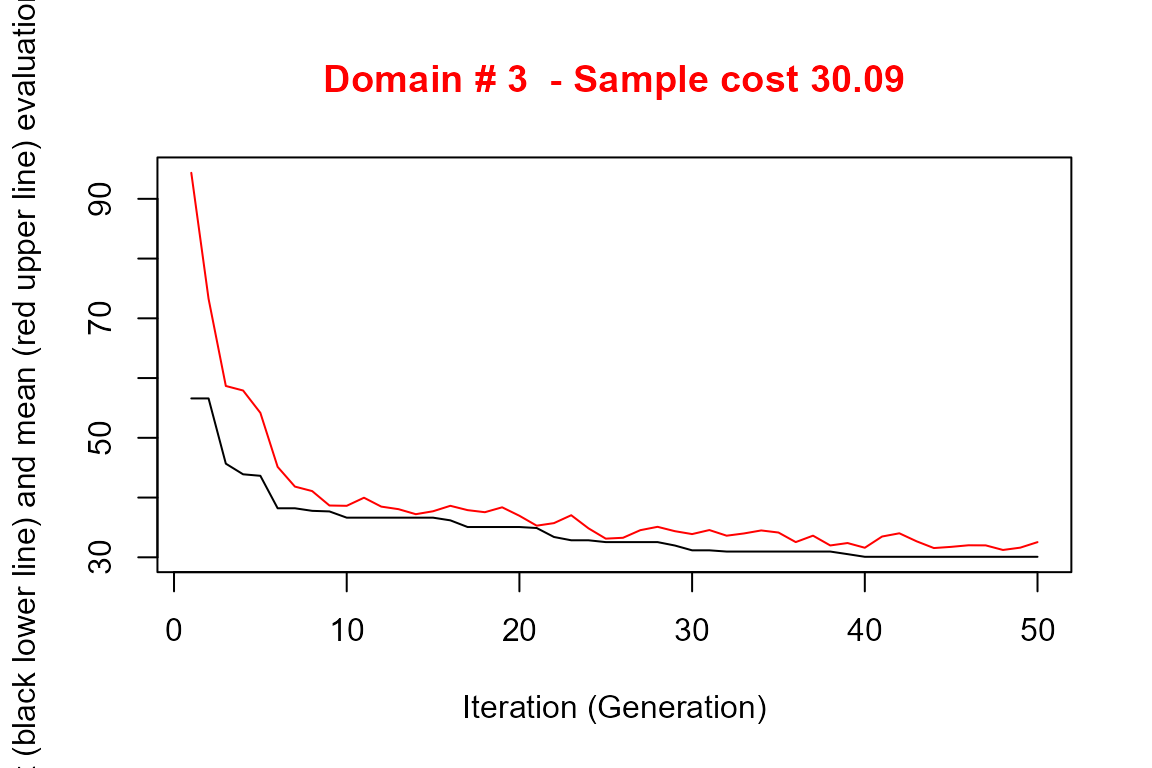 Domain # 3  - Sample cost 30.09
(black lower line) and mean (red upper line)
90
70
50
30
0 10 20 30 40 50
Iteration (Generation)